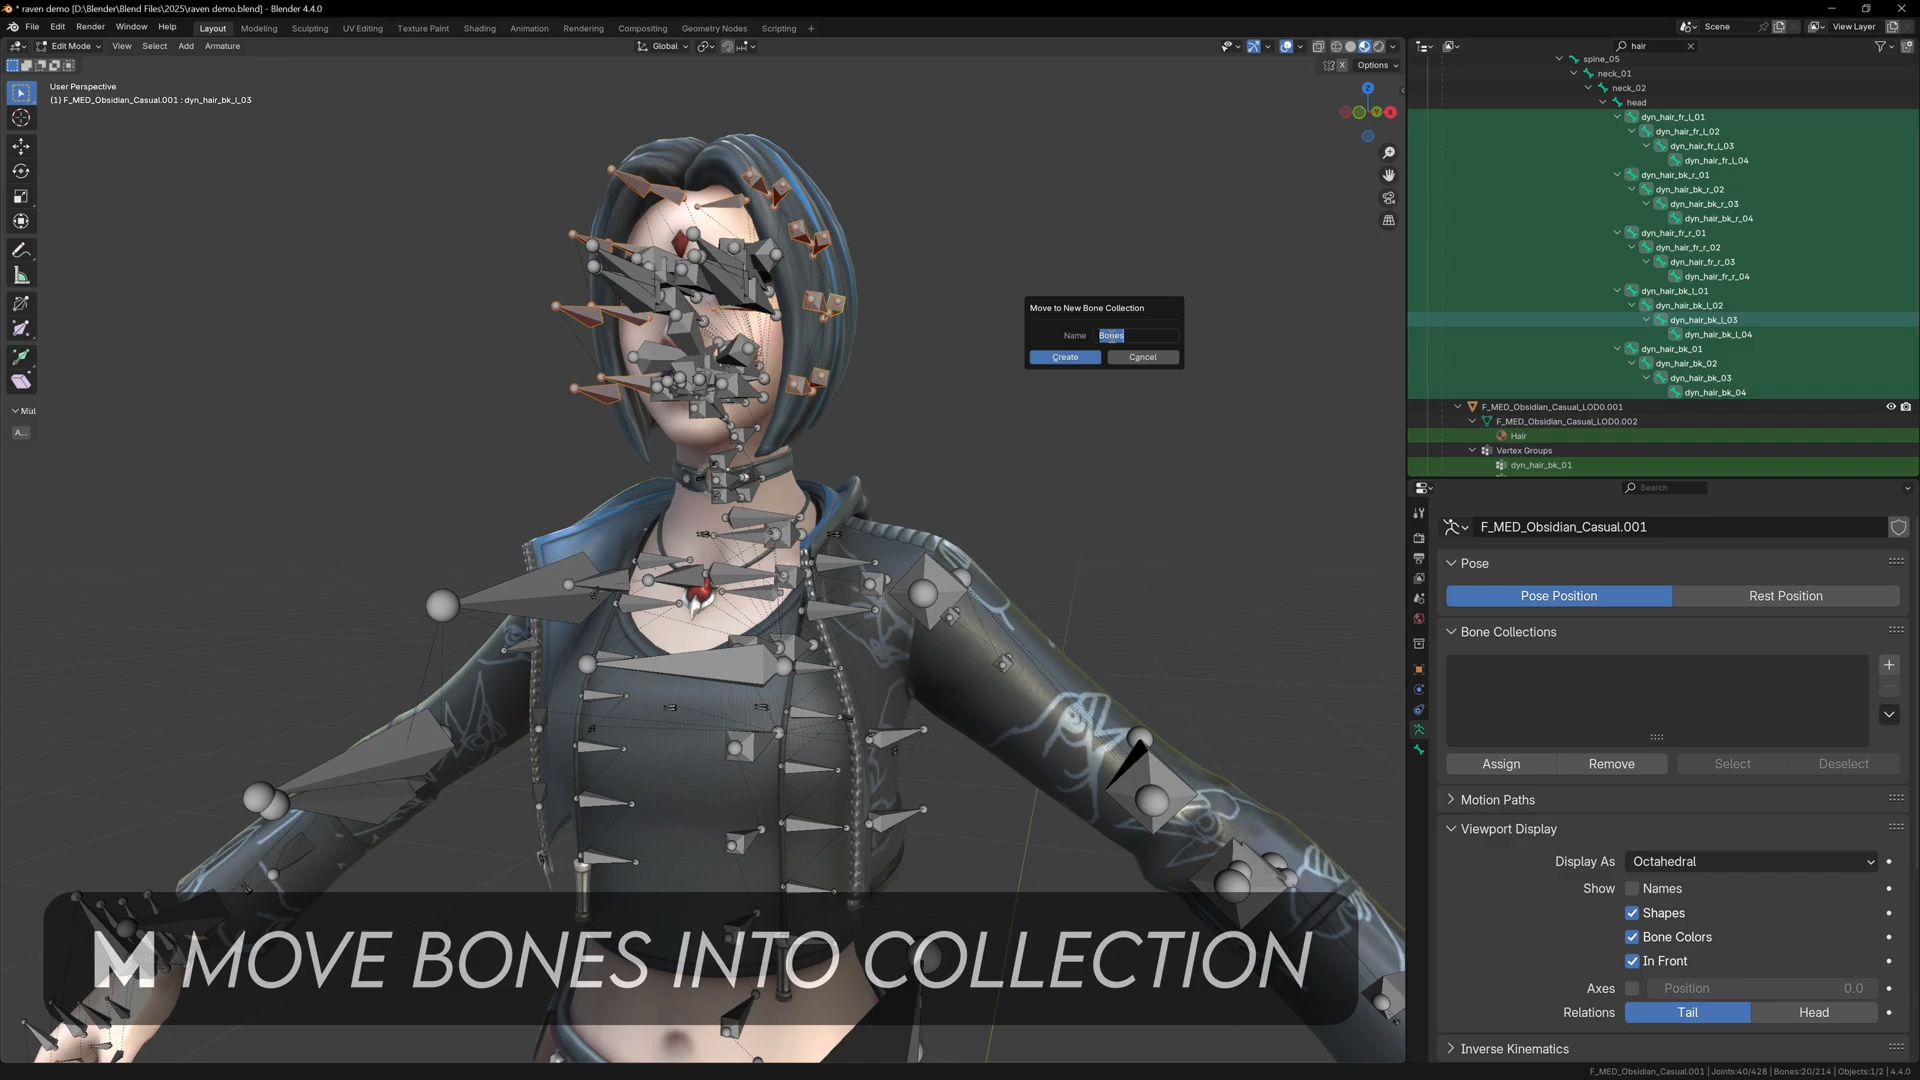 * raven demo [D:\Blender\Blend Files\2025\raven demo.blend] - Blender 4.4.0
File Edit Render Window Help Layout Modeling Sculpting UV Editing Texture Paint Shading Animation Rendering Compositing Geometry Nodes Scripting + Scene View Layer
Edit Mode View Select Add Armature Global hair
X Options
User Perspective
(1) F_MED_Obsidian_Casual.001 : dyn_hair_bk_l_03
Z
Y
X
Mul
A...
Move to New Bone Collection
Name Bones
Create Cancel
spine_05
neck_01
neck_02
head
dyn_hair_fr_l_01
dyn_hair_fr_l_02
dyn_hair_fr_l_03
dyn_hair_fr_l_04
dyn_hair_bk_r_01
dyn_hair_bk_r_02
dyn_hair_bk_r_03
dyn_hair_bk_r_04
dyn_hair_fr_r_01
dyn_hair_fr_r_02
dyn_hair_fr_r_03
dyn_hair_fr_r_04
dyn_hair_bk_l_01
dyn_hair_bk_l_02
dyn_hair_bk_l_03
dyn_hair_bk_l_04
dyn_hair_bk_01
dyn_hair_bk_02
dyn_hair_bk_03
dyn_hair_bk_04
F_MED_Obsidian_Casual_LOD0.001
F_MED_Obsidian_Casual_LOD0.002
Hair
Vertex Groups
dyn_hair_bk_01
Search
F_MED_Obsidian_Casual.001
Pose
Pose Position Rest Position
Bone Collections
Assign Remove Select Deselect
Motion Paths
Viewport Display
Display As Octahedral
Show Names
Shapes
Bone Colors
In Front
Axes Position 0.0
Relations Tail Head
Inverse Kinematics
M MOVE BONES INTO COLLECTION
F_MED_Obsidian_Casual.001 | Joints:40/428 | Bones:20/214 | Objects:1/2 | 4.4.0